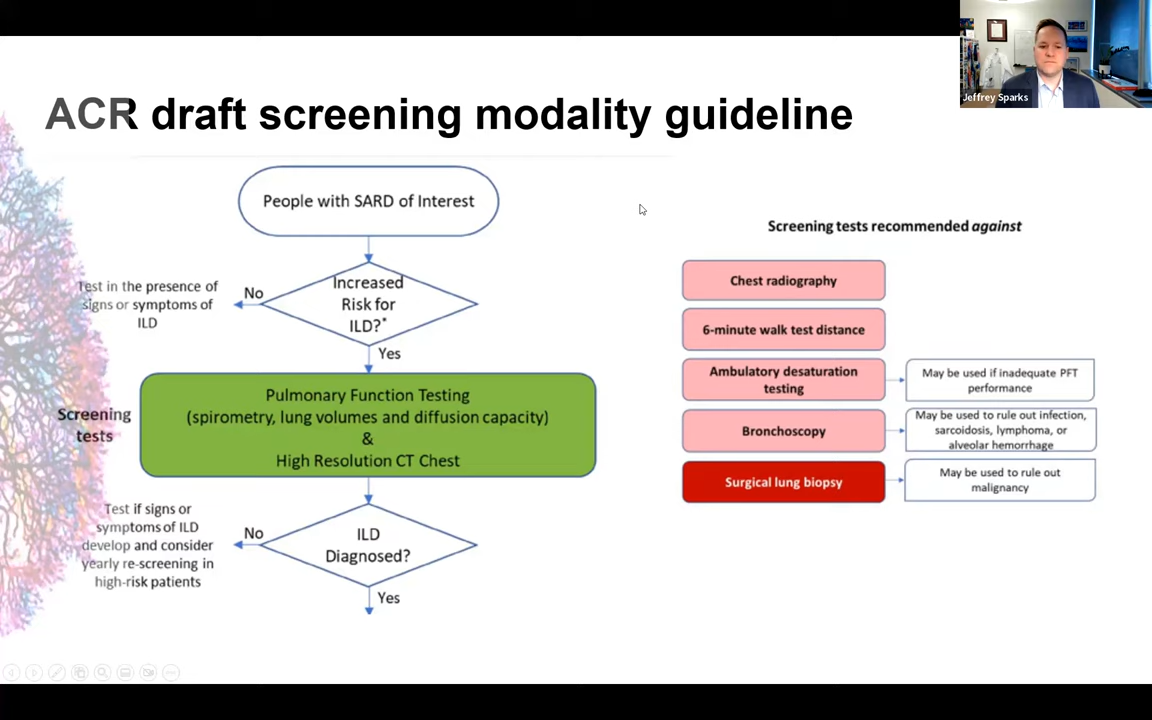 Jeffrey Sparks
ACR draft screening modality guideline
People with SARD of Interest
Increased
Risk for
ILD?*
No
Test in the presence of
signs or symptoms of
ILD
Yes
Screening
tests
Pulmonary Function Testing
(spirometry, lung volumes and diffusion capacity)
&
High Resolution CT Chest
ILD
Diagnosed?
No
Test if signs or
symptoms of ILD
develop and consider
yearly re-screening in
high-risk patients
Yes
Screening tests recommended against
Chest radiography
6-minute walk test distance
Ambulatory desaturation
testing
May be used if inadequate PFT
performance
Bronchoscopy
May be used to rule out infection,
sarcoidosis, lymphoma, or
alveolar hemorrhage
Surgical lung biopsy
May be used to rule out
malignancy